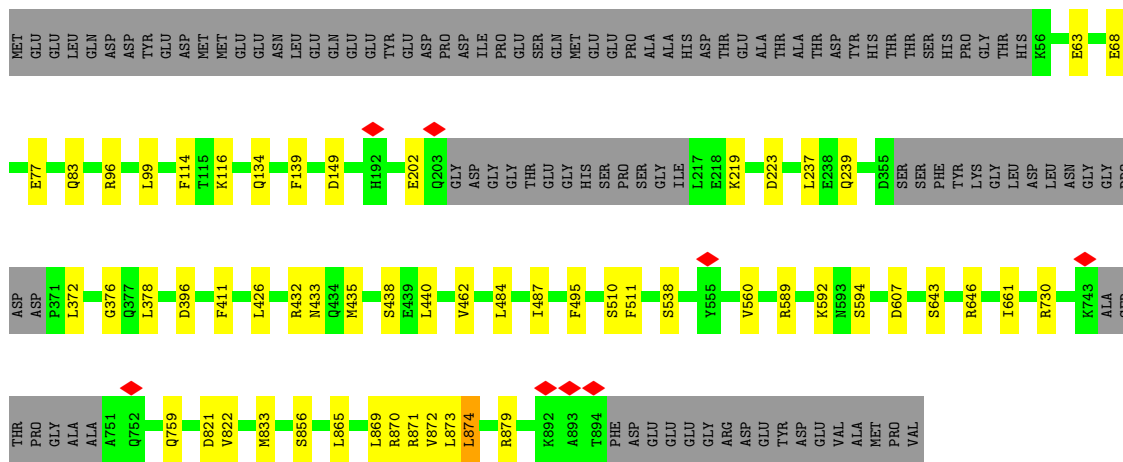 MET GLU GLU LEU GLN ASP ASP TYR GLU ASP MET MET GLU GLU ASN LEU GLU GLN GLU GLU TYR GLU ASP PRO ASP ILE PRO GLU SER GLN MET GLU GLU PRO ALA ALA HIS ASP THR GLU ALA THR ALA THR ASP TYR HIS THR THR SER HIS PRO GLY THR HIS K56 E63 E68
E77 Q83 R96 L99 F114 T115 K116 Q134 F139 D149 H192 E202 Q203 GLY ASP GLY GLY THR GLU GLY HIS SER PRO SER GLY ILE L217 E218 K219 D223 L237 E238 Q239 D355 SER SER PHE TYR LYS GLY LEU ASP LEU ASN GLY GLY
ASP ASP P371 L372 G376 Q377 L378 D396 F411 L426 R432 N433 Q434 M435 S438 E439 L440 V462 L484 I487 F495 S510 F511 S538 Y555 V560 R589 K592 N593 S594 D607 S643 R646 I661 R730 K743 ALA
THR PRO GLY ALA ALA A751 Q752 Q759 D821 V822 M833 S856 L865 L869 R870 R871 V872 L873 L874 R879 K892 A893 T894 PHE ASP GLU GLU GLU GLY ARG ASP GLU TYR ASP GLU VAL ALA MET PRO VAL